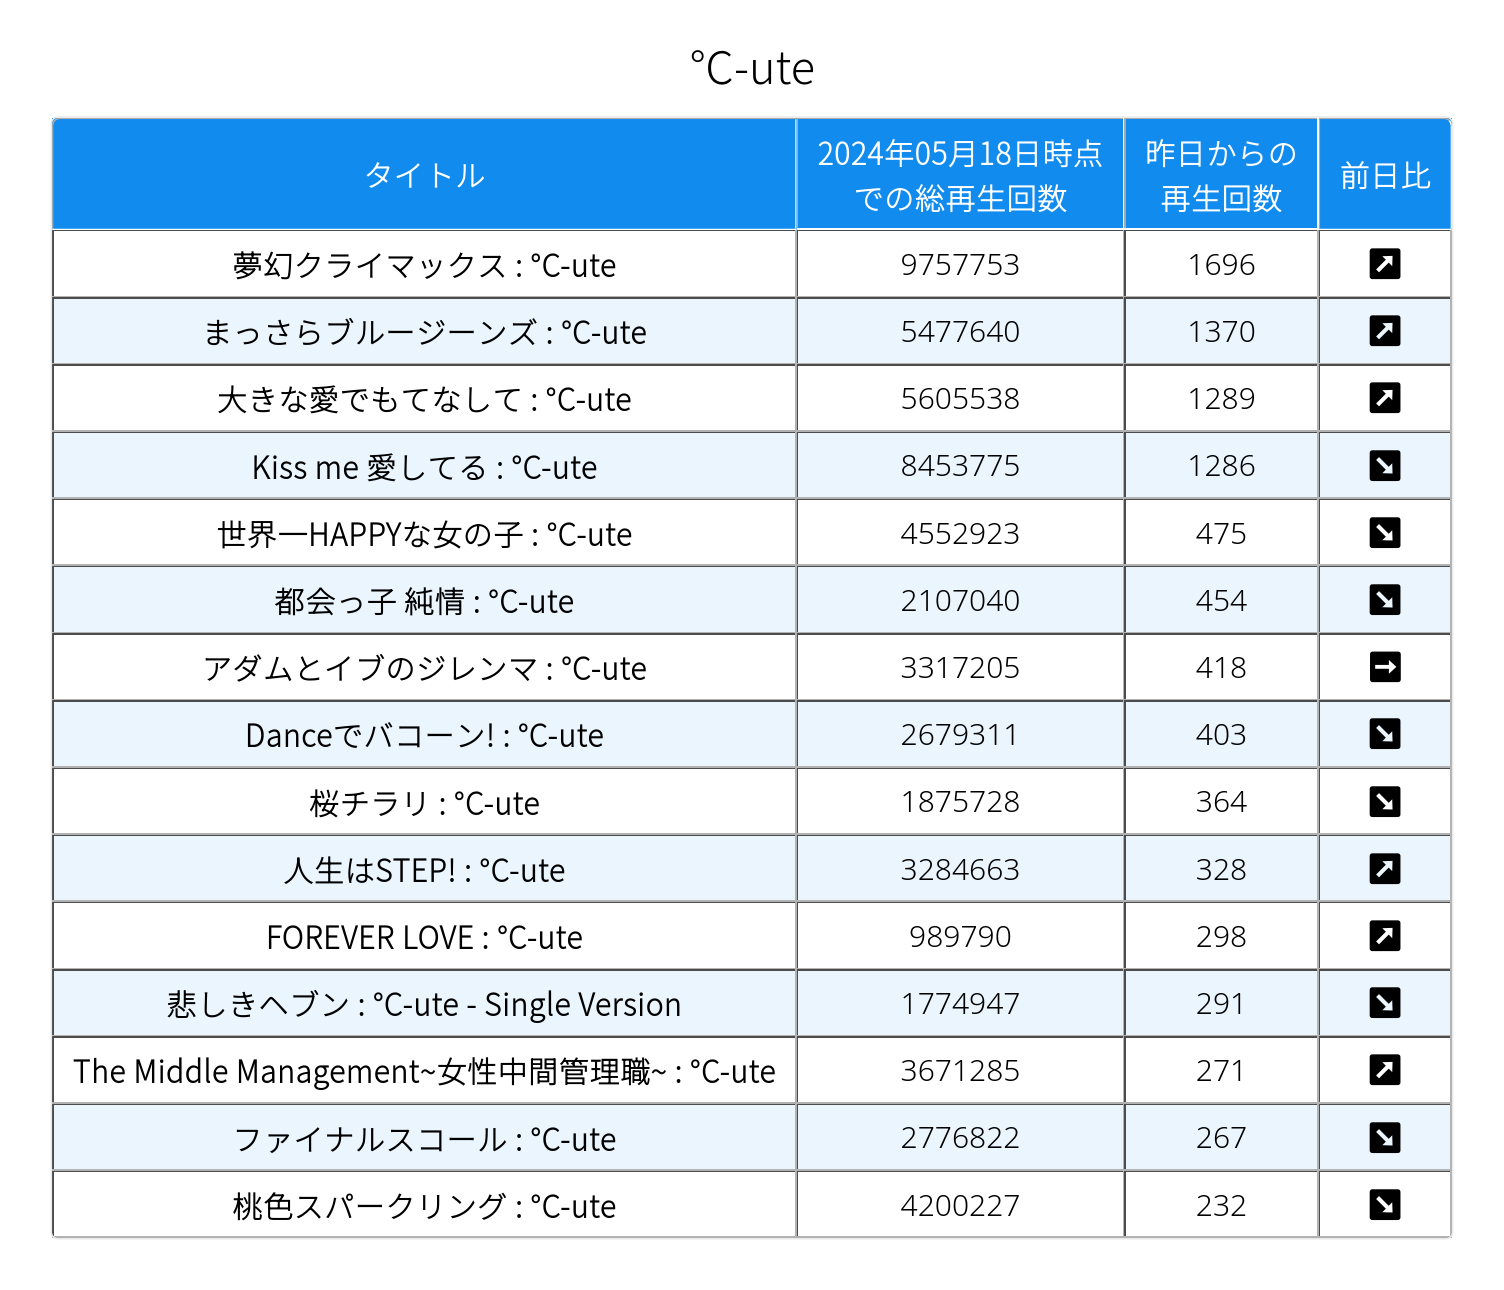 ℃-ute
タイトル 2024年05月18日時点での総再生回数 昨日からの再生回数 前日比
夢幻クライマックス : ℃-ute 9757753 1696 ↗
まっさらブルージーンズ : ℃-ute 5477640 1370 ↗
大きな愛でもてなして : ℃-ute 5605538 1289 ↗
Kiss me 愛してる : ℃-ute 8453775 1286 ↘
世界一HAPPYな女の子 : ℃-ute 4552923 475 ↘
都会っ子 純情 : ℃-ute 2107040 454 ↘
アダムとイブのジレンマ : ℃-ute 3317205 418 →
Danceでバコーン! : ℃-ute 2679311 403 ↘
桜チラリ : ℃-ute 1875728 364 ↘
人生はSTEP! : ℃-ute 3284663 328 ↗
FOREVER LOVE : ℃-ute 989790 298 ↗
悲しきヘブン : ℃-ute - Single Version 1774947 291 ↘
The Middle Management~女性中間管理職~ : ℃-ute 3671285 271 ↗
ファイナルスコール : ℃-ute 2776822 267 ↘
桃色スパークリング : ℃-ute 4200227 232 ↘